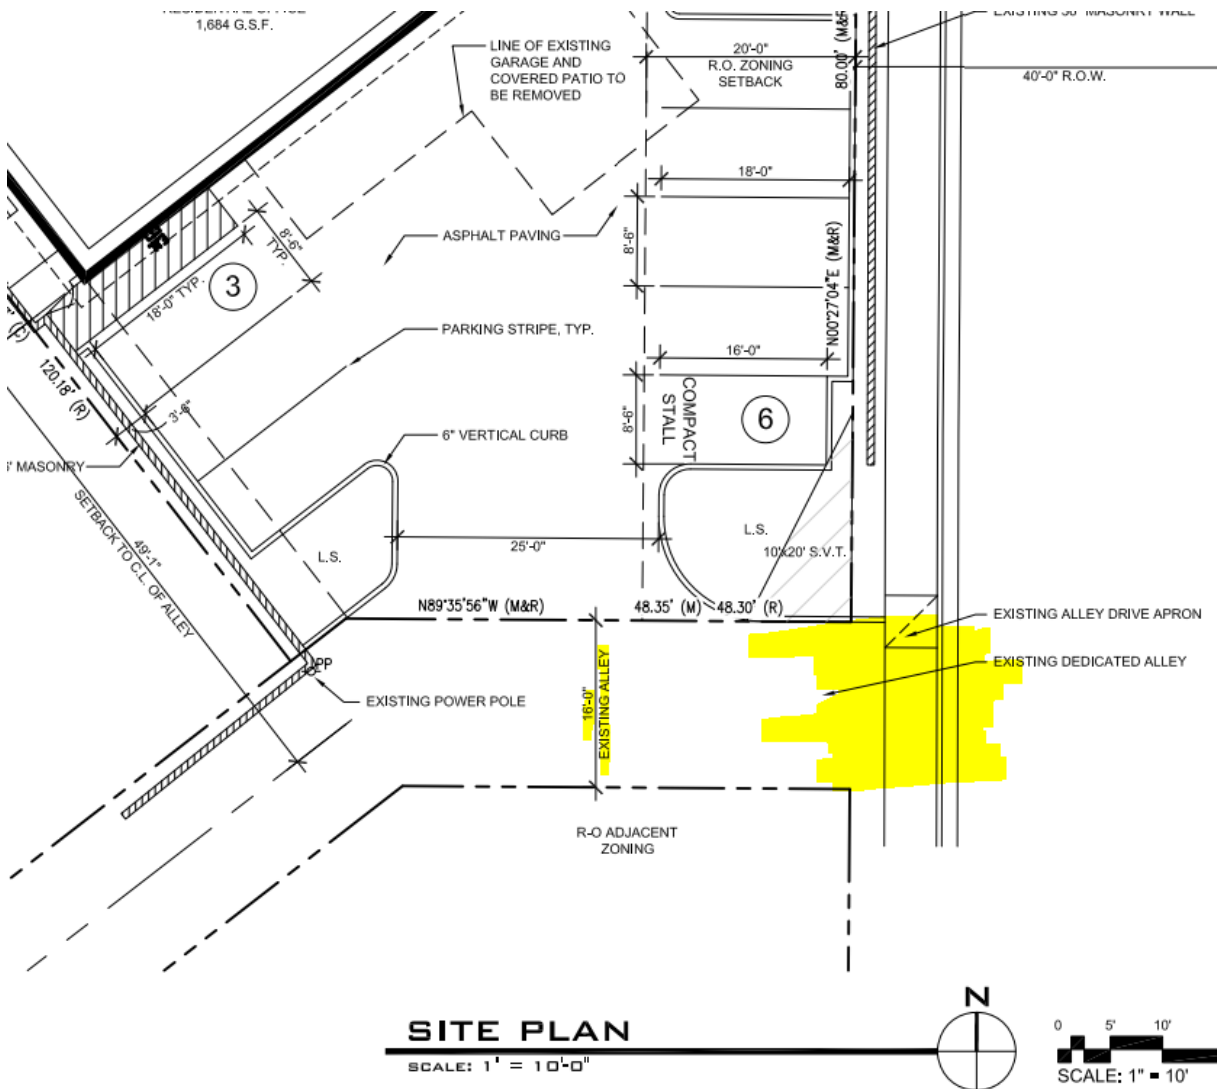 1,684 G.S.F.
LINE OF EXISTING
GARAGE AND
COVERED PATIO TO
BE REMOVED
20'-0"
R.O. ZONING
SETBACK
80.00' (M&R)
EXISTING 36" MASONRY WALL
40'-0" R.O.W.
18'-0"
ASPHALT PAVING
8'-6"
TYP.
18'-0" TYP.
3
8'-6"
N00°27'04"E (M&R)
PARKING STRIPE, TYP.
16'-0"
120.18' (R)
3'-6"
COMPACT
STALL
8'-6"
6
6" VERTICAL CURB
MASONRY
SETBACK TO C.L. OF ALLEY
49'-1"
L.S.
25'-0"
L.S.
10'x20' S.V.T.
N89°35'56"W (M&R)
48.35' (M)
48.30' (R)
EXISTING ALLEY DRIVE APRON
PP
EXISTING DEDICATED ALLEY
EXISTING POWER POLE
16'-0"
EXISTING ALLEY
R-O ADJACENT
ZONING
N
SITE PLAN
SCALE: 1" = 10'-0"
0 5' 10'
SCALE: 1" = 10'